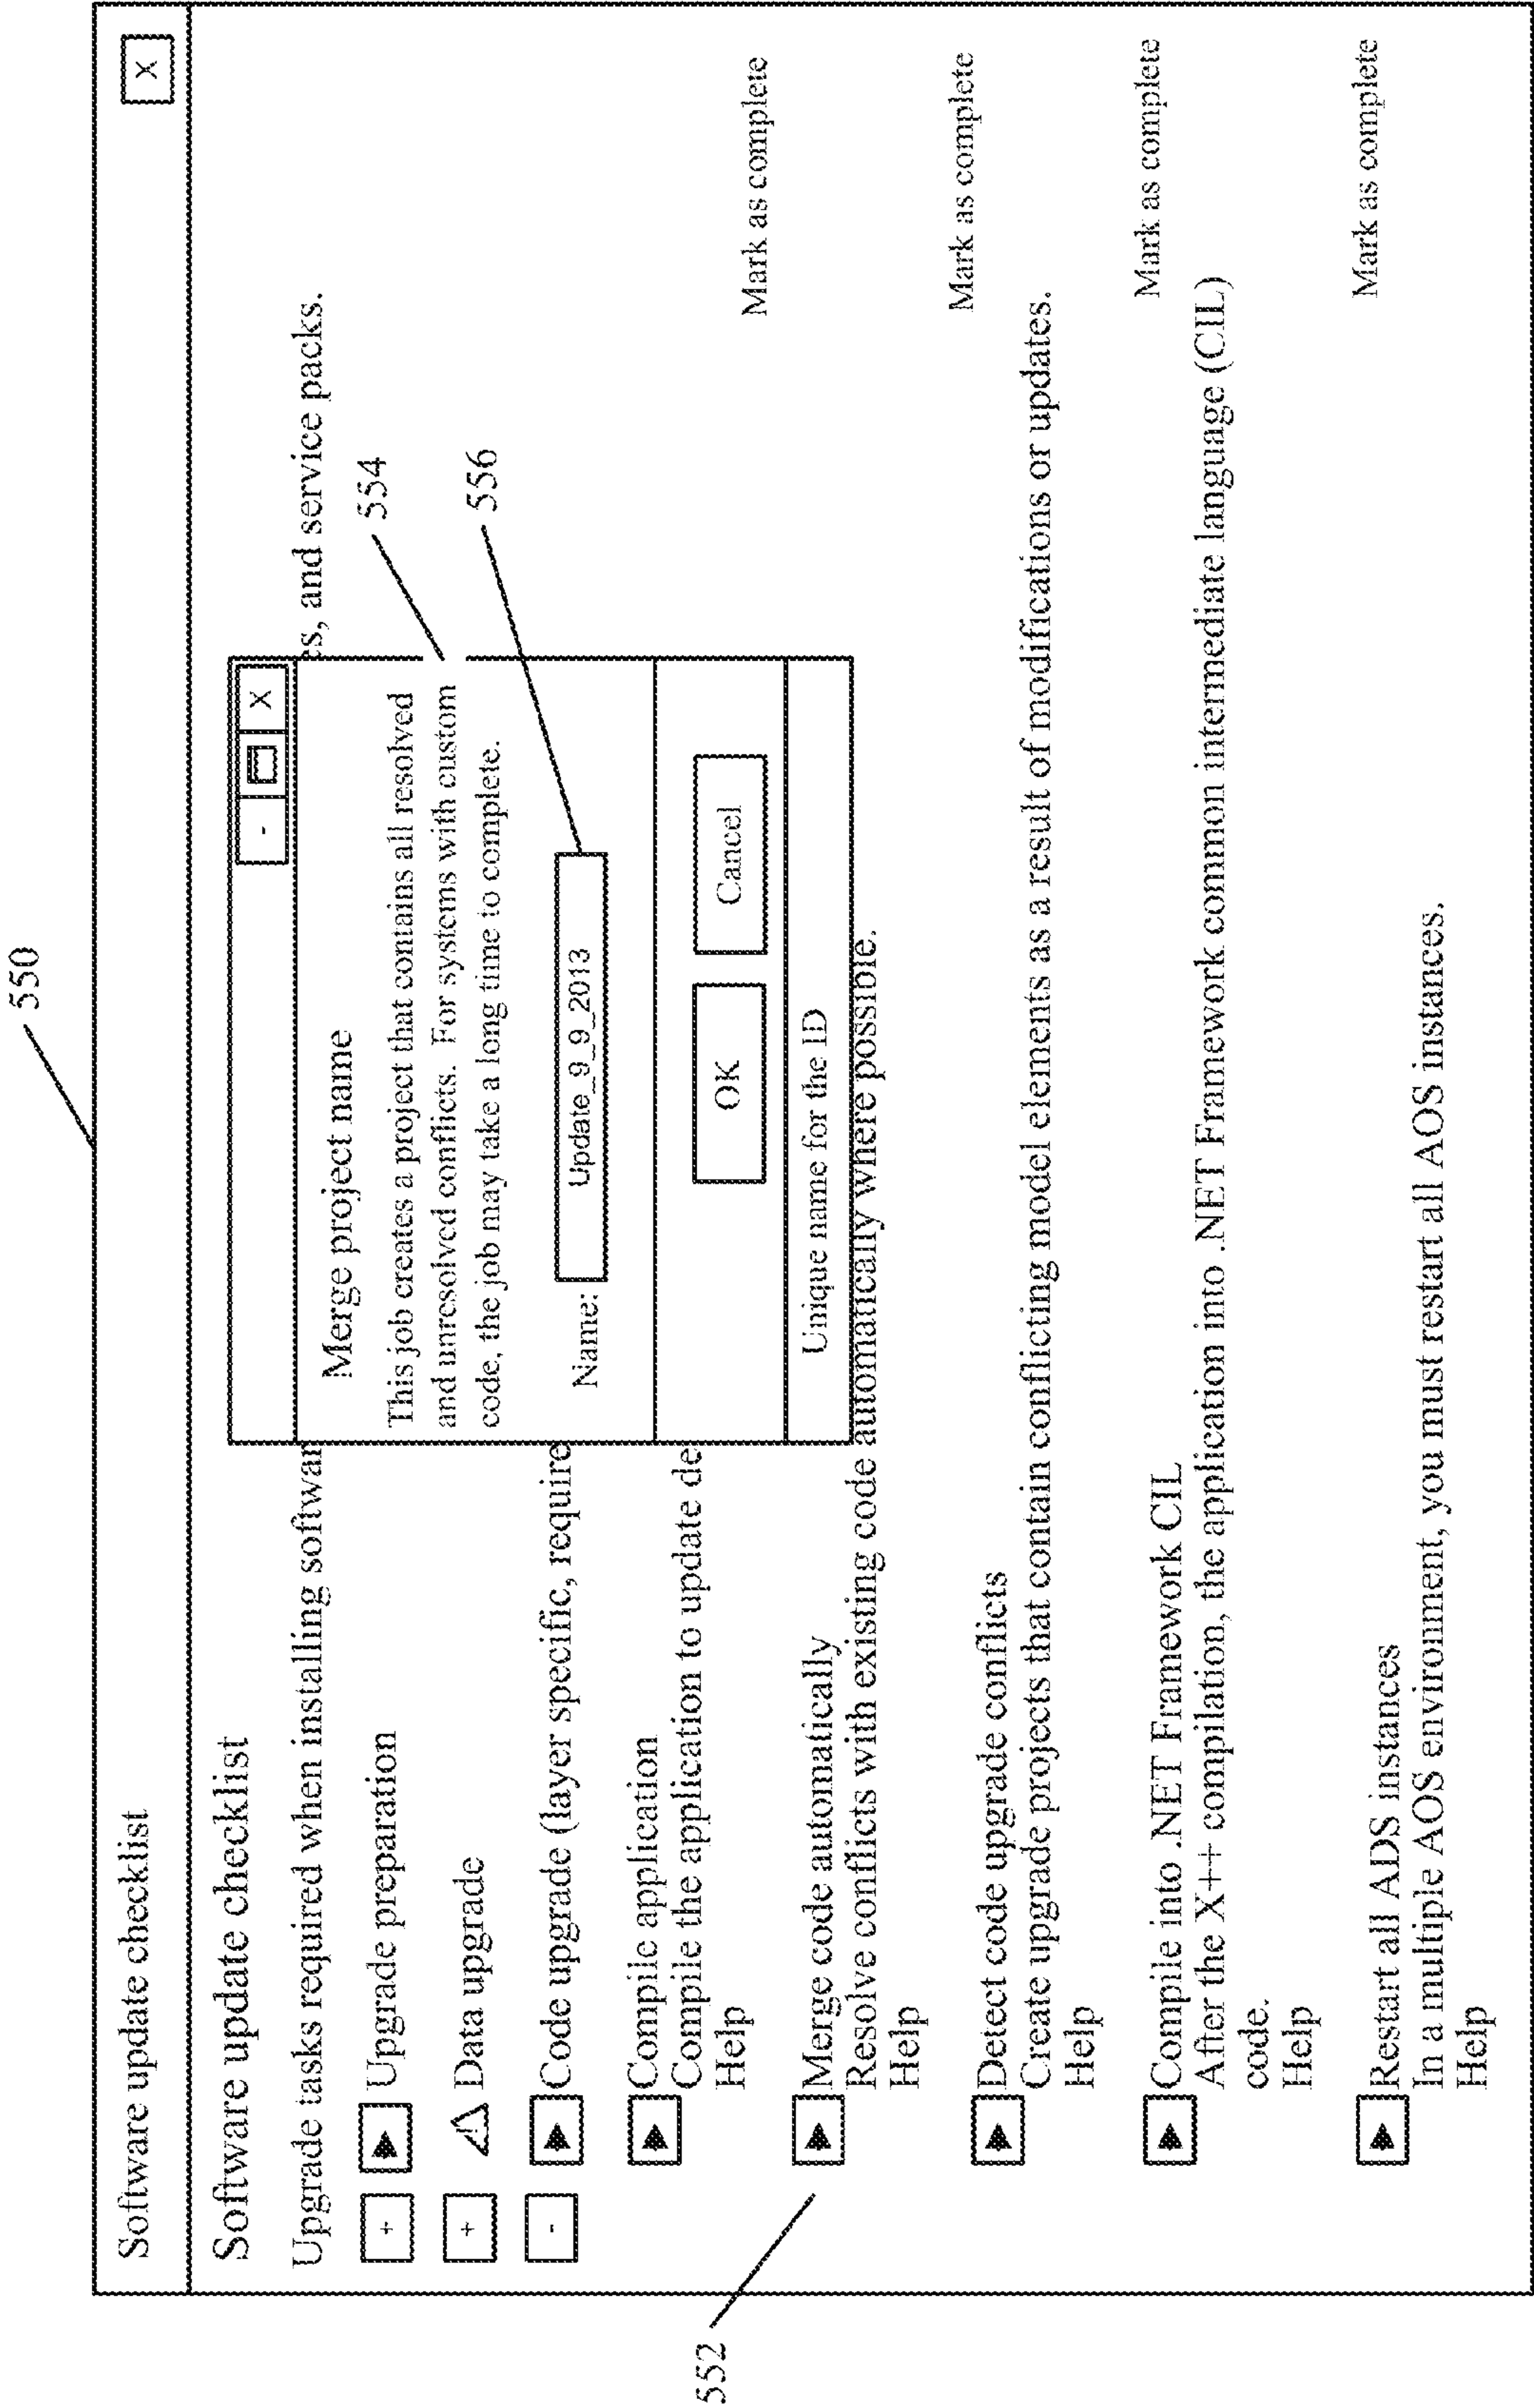 550
Software update checklist
X
Software update checklist
Upgrade tasks required when installing softwar
es, and service packs.
+
Upgrade preparation
+
Data upgrade
-
Code upgrade (layer specific, require
Compile application
Compile the application to update de
Help
Mark as complete
552
Merge code automatically
Resolve conflicts with existing code automatically where possible.
Help
Mark as complete
Detect code upgrade conflicts
Create upgrade projects that contain conflicting model elements as a result of modifications or updates.
Help
Mark as complete
Compile into .NET Framework CIL
After the X++ compilation, the application into .NET Framework common intermediate language (CIL)
code.
Help
Mark as complete
Restart all ADS instances
In a multiple AOS environment, you must restart all AOS instances.
Help
-
X
Merge project name
This job creates a project that contains all resolved
and unresolved conflicts. For systems with custom
code, the job may take a long time to complete.
Name:
Update_9_9_2013
OK
Cancel
Unique name for the ID
554
556